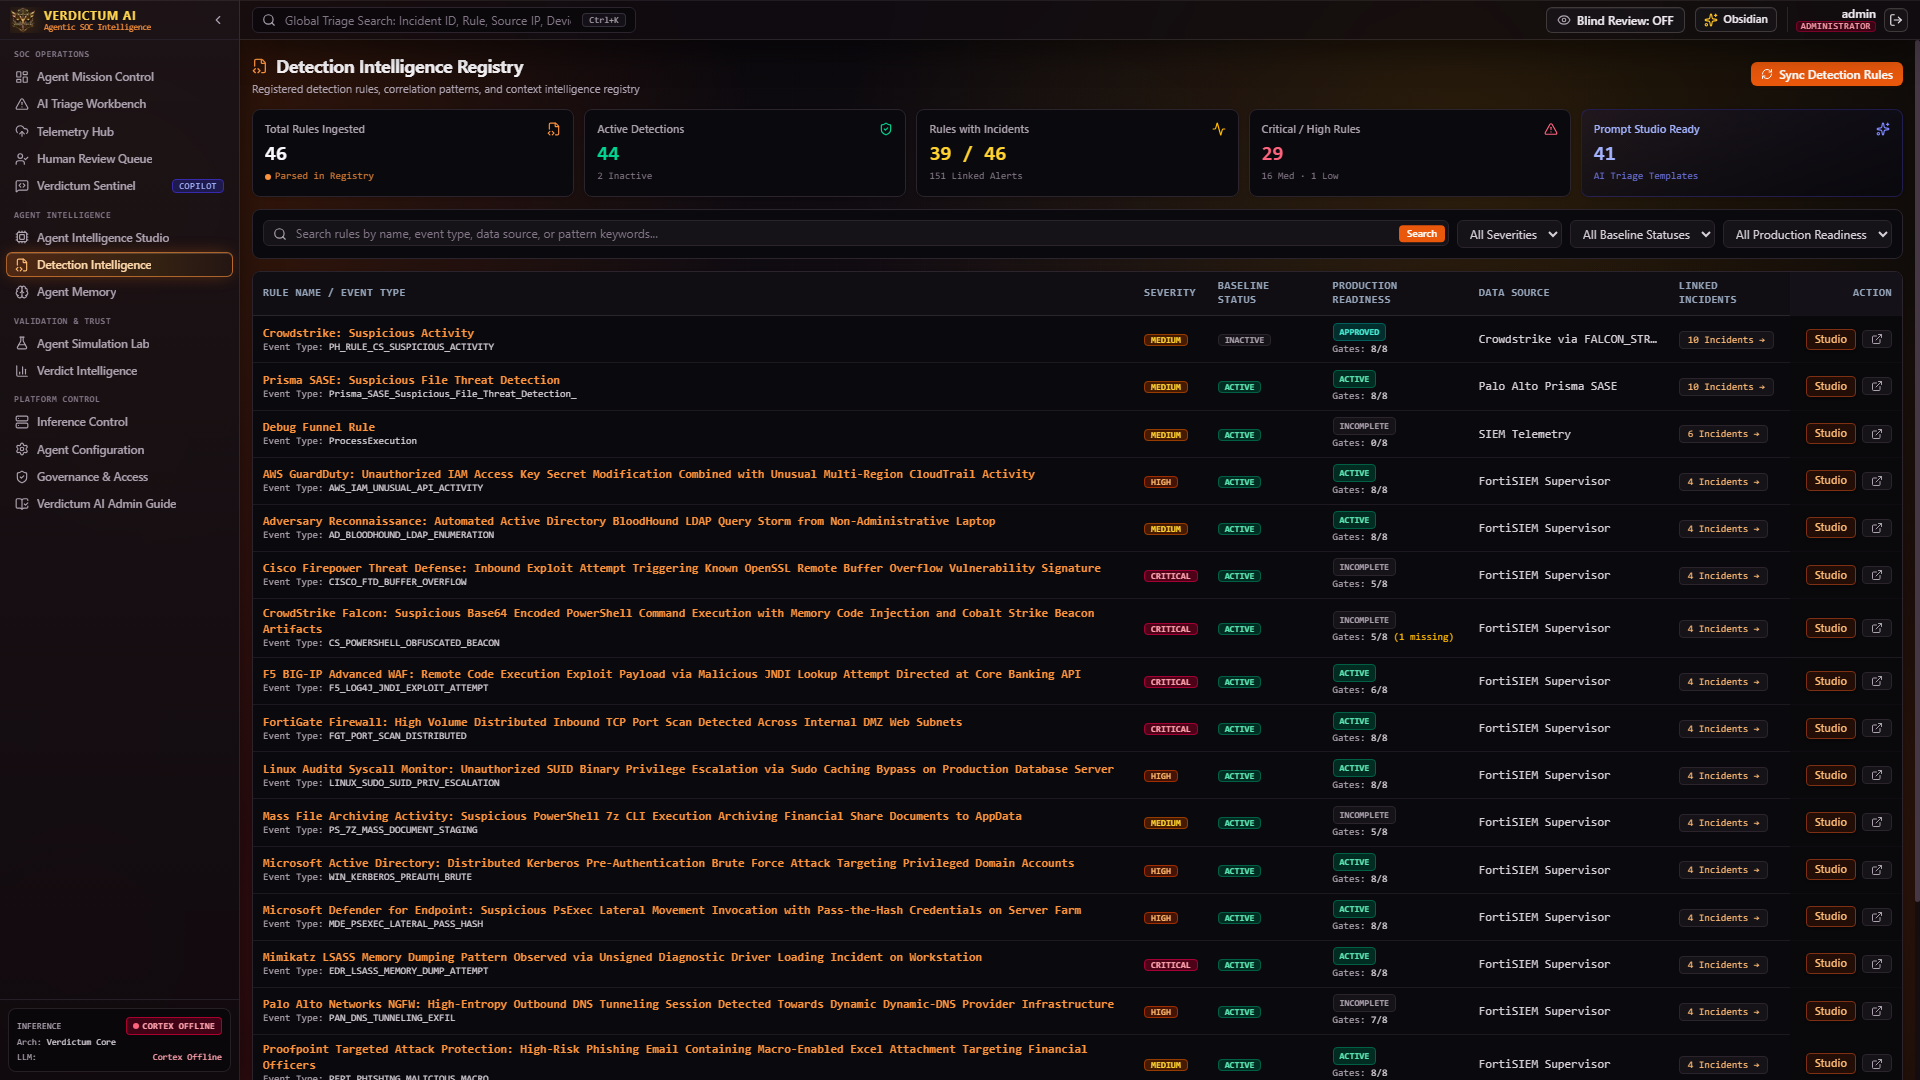 VERDICTUM AI
Agentic SOC Intelligence
Global Triage Search: Incident ID, Rule, Source IP, Devi
Ctrl+K
Blind Review: OFF
Obsidian
admin
ADMINISTRATOR
SOC OPERATIONS
Agent Mission Control
AI Triage Workbench
Telemetry Hub
Human Review Queue
Verdictum Sentinel
COPILOT
AGENT INTELLIGENCE
Agent Intelligence Studio
Detection Intelligence
Agent Memory
VALIDATION & TRUST
Agent Simulation Lab
Verdict Intelligence
PLATFORM CONTROL
Inference Control
Agent Configuration
Governance & Access
Verdictum AI Admin Guide
INFERENCE
CORTEX OFFLINE
Arch: Verdictum Core
LLM: Cortex Offline
Detection Intelligence Registry
Registered detection rules, correlation patterns, and context intelligence registry
Sync Detection Rules
Total Rules Ingested
46
Parsed in Registry
Active Detections
44
2 Inactive
Rules with Incidents
39 / 46
151 Linked Alerts
Critical / High Rules
29
16 Med · 1 Low
Prompt Studio Ready
41
AI Triage Templates
Search rules by name, event type, data source, or pattern keywords...
Search
All Severities
All Baseline Statuses
All Production Readiness
RULE NAME / EVENT TYPE
SEVERITY
BASELINE STATUS
PRODUCTION READINESS
DATA SOURCE
LINKED INCIDENTS
ACTION
Crowdstrike: Suspicious Activity
Event Type: PH_RULE_CS_SUSPICIOUS_ACTIVITY
MEDIUM
INACTIVE
APPROVED
Gates: 8/8
Crowdstrike via FALCON_STR…
10 Incidents →
Studio
Prisma SASE: Suspicious File Threat Detection
Event Type: Prisma_SASE_Suspicious_File_Threat_Detection_
MEDIUM
ACTIVE
ACTIVE
Gates: 8/8
Palo Alto Prisma SASE
10 Incidents →
Studio
Debug Funnel Rule
Event Type: ProcessExecution
MEDIUM
ACTIVE
INCOMPLETE
Gates: 0/8
SIEM Telemetry
6 Incidents →
Studio
AWS GuardDuty: Unauthorized IAM Access Key Secret Modification Combined with Unusual Multi-Region CloudTrail Activity
Event Type: AWS_IAM_UNUSUAL_API_ACTIVITY
HIGH
ACTIVE
ACTIVE
Gates: 8/8
FortiSIEM Supervisor
4 Incidents →
Studio
Adversary Reconnaissance: Automated Active Directory BloodHound LDAP Query Storm from Non-Administrative Laptop
Event Type: AD_BLOODHOUND_LDAP_ENUMERATION
MEDIUM
ACTIVE
ACTIVE
Gates: 8/8
FortiSIEM Supervisor
4 Incidents →
Studio
Cisco Firepower Threat Defense: Inbound Exploit Attempt Triggering Known OpenSSL Remote Buffer Overflow Vulnerability Signature
Event Type: CISCO_FTD_BUFFER_OVERFLOW
CRITICAL
ACTIVE
INCOMPLETE
Gates: 5/8
FortiSIEM Supervisor
4 Incidents →
Studio
CrowdStrike Falcon: Suspicious Base64 Encoded PowerShell Command Execution with Memory Code Injection and Cobalt Strike Beacon
Artifacts
Event Type: CS_POWERSHELL_OBFUSCATED_BEACON
CRITICAL
ACTIVE
INCOMPLETE
Gates: 5/8 (1 missing)
FortiSIEM Supervisor
4 Incidents →
Studio
F5 BIG-IP Advanced WAF: Remote Code Execution Exploit Payload via Malicious JNDI Lookup Attempt Directed at Core Banking API
Event Type: F5_LOG4J_JNDI_EXPLOIT_ATTEMPT
CRITICAL
ACTIVE
ACTIVE
Gates: 6/8
FortiSIEM Supervisor
4 Incidents →
Studio
FortiGate Firewall: High Volume Distributed Inbound TCP Port Scan Detected Across Internal DMZ Web Subnets
Event Type: FGT_PORT_SCAN_DISTRIBUTED
CRITICAL
ACTIVE
ACTIVE
Gates: 8/8
FortiSIEM Supervisor
4 Incidents →
Studio
Linux Auditd Syscall Monitor: Unauthorized SUID Binary Privilege Escalation via Sudo Caching Bypass on Production Database Server
Event Type: LINUX_SUDO_SUID_PRIV_ESCALATION
HIGH
ACTIVE
ACTIVE
Gates: 8/8
FortiSIEM Supervisor
4 Incidents →
Studio
Mass File Archiving Activity: Suspicious PowerShell 7z CLI Execution Archiving Financial Share Documents to AppData
Event Type: PS_7Z_MASS_DOCUMENT_STAGING
MEDIUM
ACTIVE
INCOMPLETE
Gates: 5/8
FortiSIEM Supervisor
4 Incidents →
Studio
Microsoft Active Directory: Distributed Kerberos Pre-Authentication Brute Force Attack Targeting Privileged Domain Accounts
Event Type: WIN_KERBEROS_PREAUTH_BRUTE
HIGH
ACTIVE
ACTIVE
Gates: 8/8
FortiSIEM Supervisor
4 Incidents →
Studio
Microsoft Defender for Endpoint: Suspicious PsExec Lateral Movement Invocation with Pass-the-Hash Credentials on Server Farm
Event Type: MDE_PSEXEC_LATERAL_PASS_HASH
HIGH
ACTIVE
ACTIVE
Gates: 8/8
FortiSIEM Supervisor
4 Incidents →
Studio
Mimikatz LSASS Memory Dumping Pattern Observed via Unsigned Diagnostic Driver Loading Incident on Workstation
Event Type: EDR_LSASS_MEMORY_DUMP_ATTEMPT
CRITICAL
ACTIVE
ACTIVE
Gates: 8/8
FortiSIEM Supervisor
4 Incidents →
Studio
Palo Alto Networks NGFW: High-Entropy Outbound DNS Tunneling Session Detected Towards Dynamic Dynamic-DNS Provider Infrastructure
Event Type: PAN_DNS_TUNNELING_EXFIL
HIGH
ACTIVE
INCOMPLETE
Gates: 7/8
FortiSIEM Supervisor
4 Incidents →
Studio
Proofpoint Targeted Attack Protection: High-Risk Phishing Email Containing Macro-Enabled Excel Attachment Targeting Financial
Officers
Event Type: PFPT_PHISHING_MALICIOUS_MACRO
MEDIUM
ACTIVE
ACTIVE
Gates: 8/8
FortiSIEM Supervisor
4 Incidents →
Studio